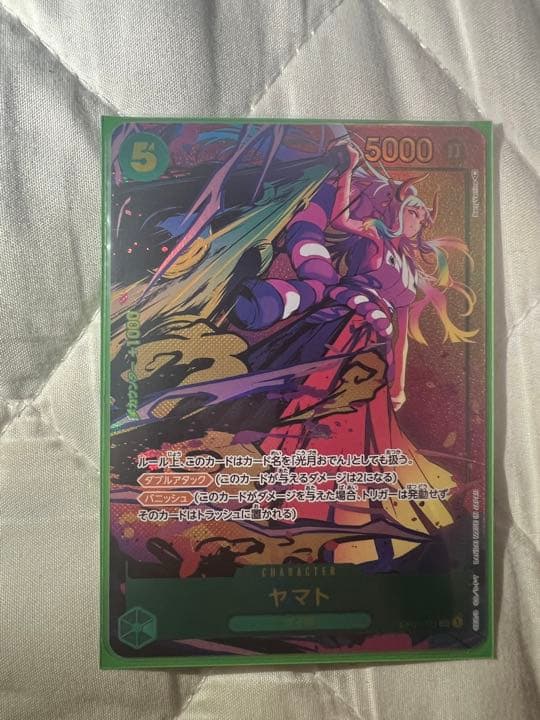 5
5000
カウンター+1000
ルール上、このカードはカード名を「光月おでん」としても扱う。
ダブルアタック (このカードが与えるダメージは2になる)
バニッシュ (このカードがダメージを与えた場合、トリガーは発動せず
そのカードはトラッシュに置かれる)
CHARACTER
ヤマト